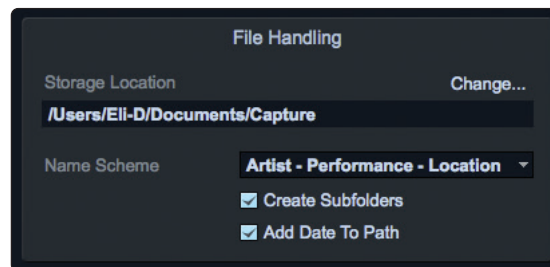 File Handling
Storage Location Change...
/Users/Eli-D/Documents/Capture
Name Scheme Artist - Performance - Location
Create Subfolders
Add Date To Path